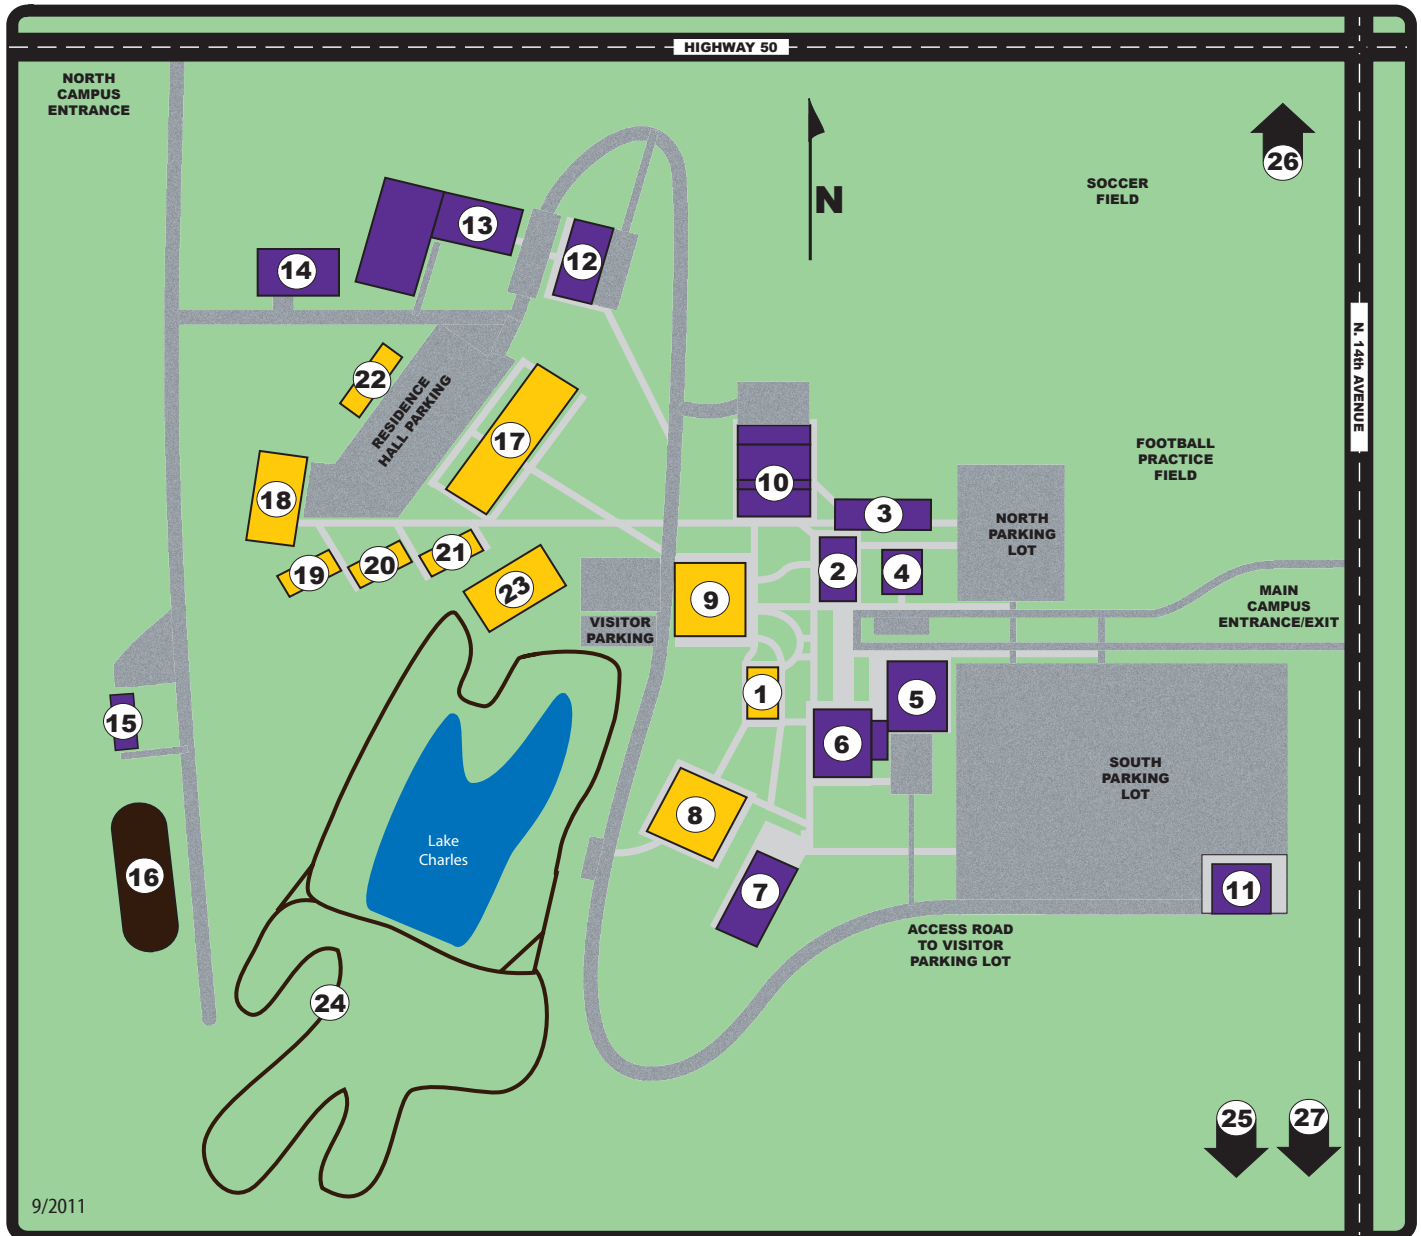 HIGHWAY 50
NORTH
CAMPUS
ENTRANCE
26
SOCCER
FIELD
N
13
12
14
N. 14th AVENUE
22
RESIDENCE
HALL PARKING
17
FOOTBALL
PRACTICE
FIELD
10
18
3
NORTH
PARKING
LOT
21
20
19
2
4
23
9
MAIN
CAMPUS
ENTRANCE/EXIT
VISITOR
PARKING
1
5
15
6
SOUTH
PARKING
LOT
8
Lake
Charles
16
7
11
ACCESS ROAD
TO VISITOR
PARKING LOT
24
25
27
9/2011